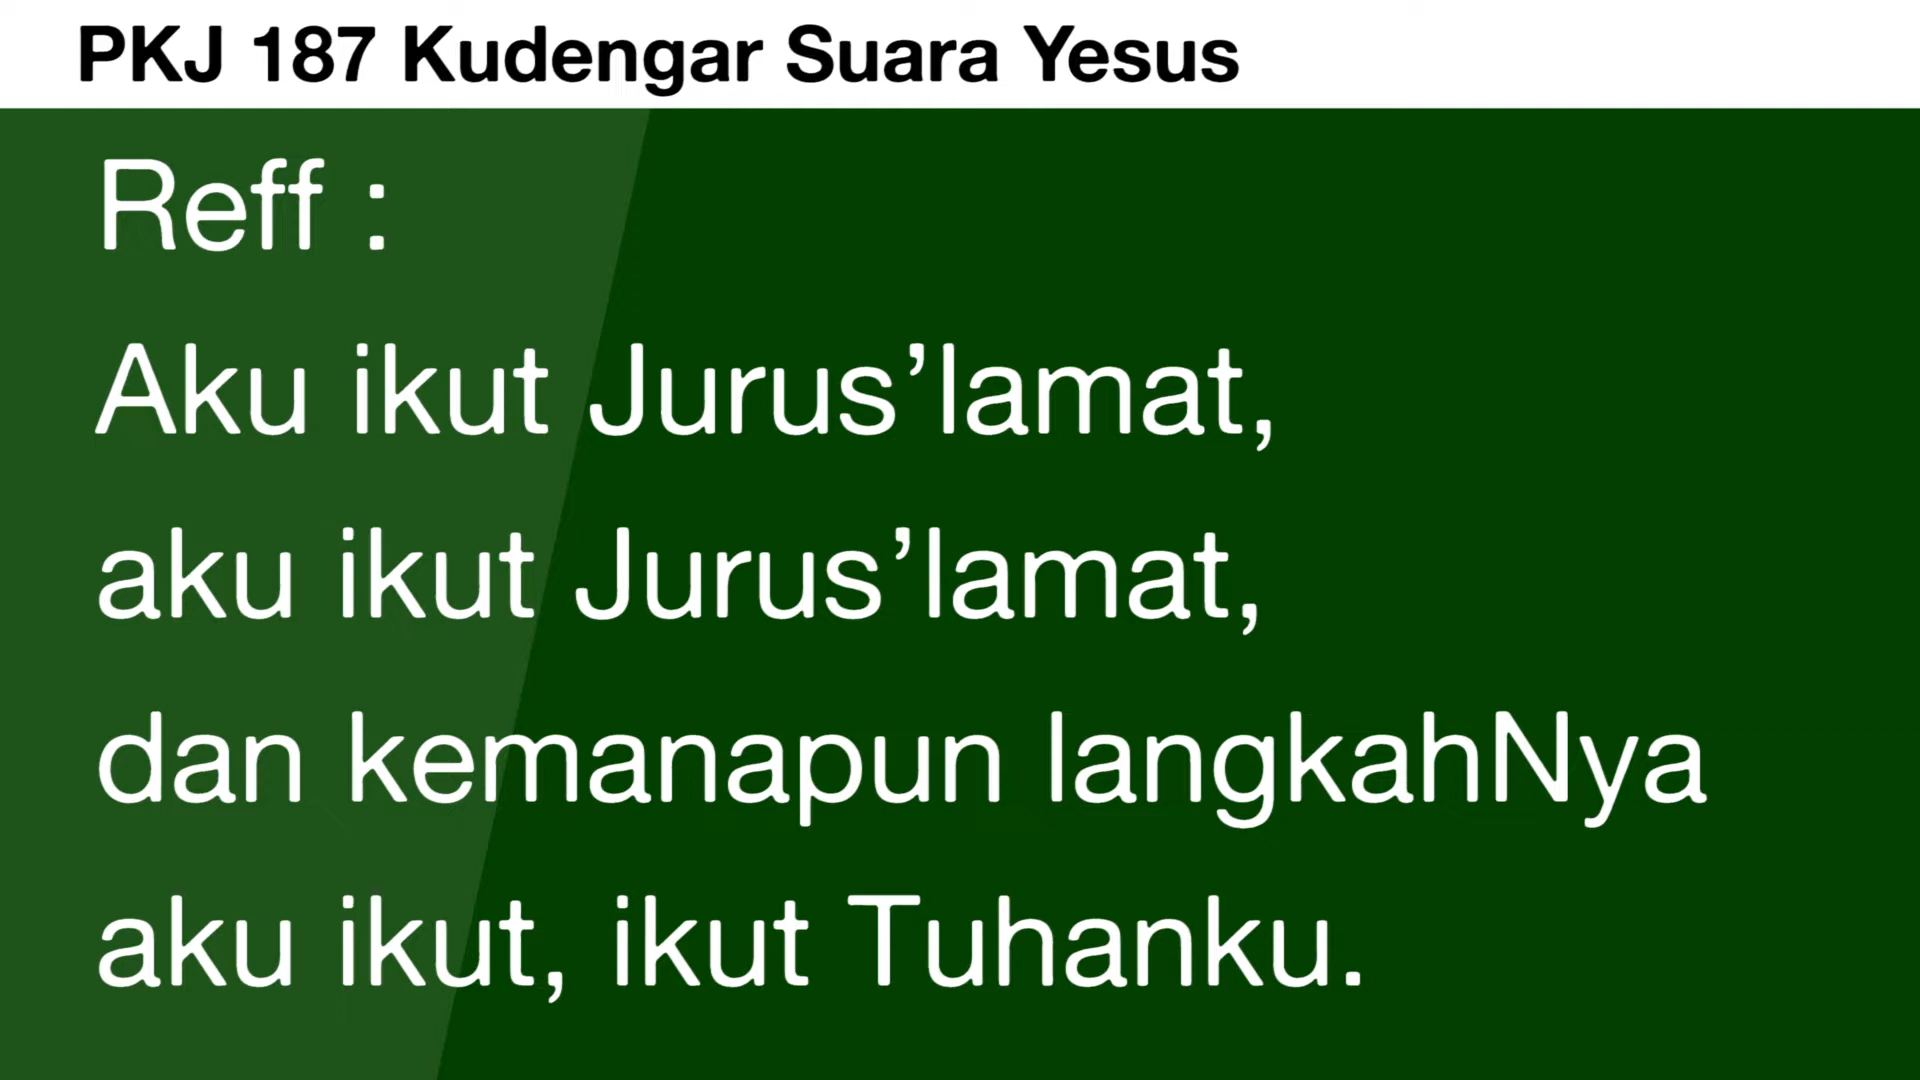 PKJ 187 Kudengar Suara Yesus
Reff :
Aku ikut Jurus’lamat,
aku ikut Jurus’lamat,
dan kemanapun langkahNya
aku ikut, ikut Tuhanku.